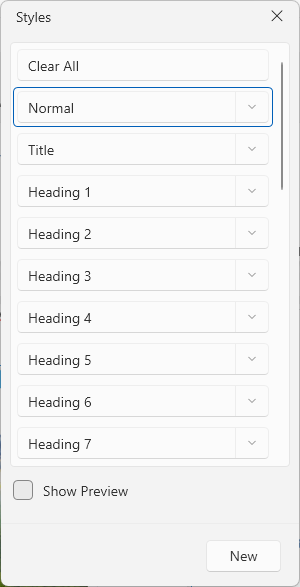 Styles
Clear All
Normal
Title
Heading 1
Heading 2
Heading 3
Heading 4
Heading 5
Heading 6
Heading 7
Show Preview
New